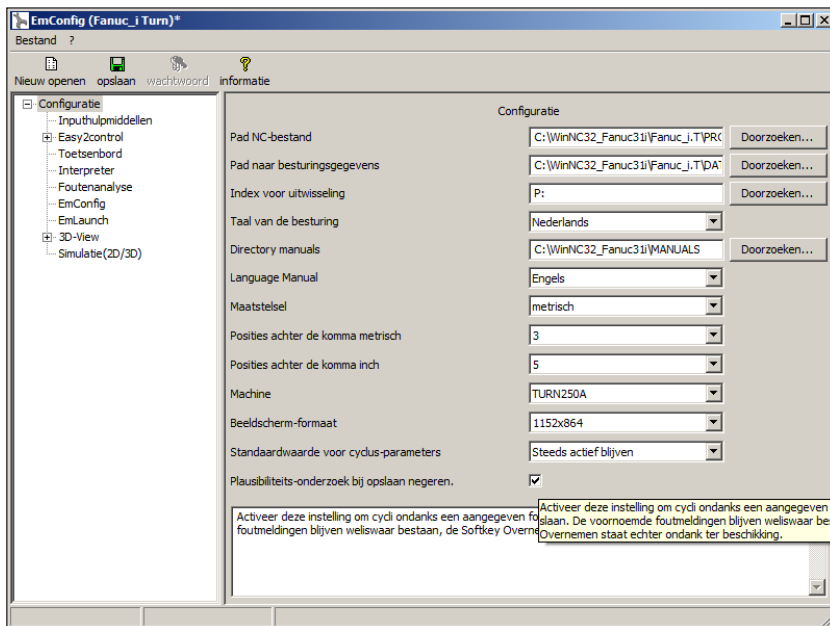 EmConfig (Fanuc_i Turn)*
Bestand ?
Nieuw openen opslaan wachtwoord informatie
Configuratie
Inputhulpmiddelen
Easy2control
Toetsenbord
Interpreter
Foutenanalyse
EmConfig
EmLaunch
3D-View
Simulatie(2D/3D)
Configuratie
Pad NC-bestand C:\WinNC32_Fanuc31i\Fanuc_i.T\PRO Doorzoeken...
Pad naar besturingsgegevens C:\WinNC32_Fanuc31i\Fanuc_i.T\DAT Doorzoeken...
Index voor uitwisseling P: Doorzoeken...
Taal van de besturing Nederlands
Directory manuals C:\WinNC32_Fanuc31i\MANUALS Doorzoeken...
Language Manual Engels
Maatstelsel metrisch
Posities achter de komma metrisch 3
Posities achter de komma inch 5
Machine TURN250A
Beeldscherm-formaat 1152x864
Standaardwaarde voor cyclus-parameters Steeds actief blijven
Plausibiliteits-onderzoek bij opslaan negeren.
Activeer deze instelling om cycli ondanks een aangegeven fo
foutmeldingen blijven weliswaar bestaan, de Softkey Overne
Activeer deze instelling om cycli ondanks een aangegeven
slaan. De voornoemde foutmeldingen blijven weliswaar be
Overnemen staat echter ondank ter beschikking.